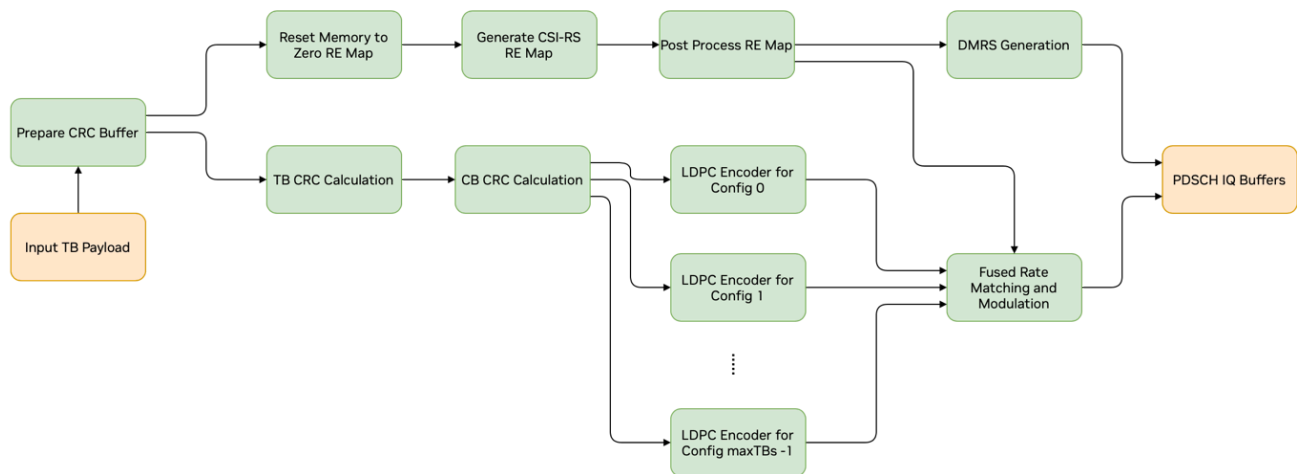 Reset Memory to
Zero RE Map
Generate CSI-RS
RE Map
Post Process RE Map
DMRS Generation
Prepare CRC Buffer
TB CRC Calculation
CB CRC Calculation
LDPC Encoder for
Config 0
PDSCH IQ Buffers
Input TB Payload
LDPC Encoder for
Config 1
Fused Rate
Matching and
Modulation
LDPC Encoder for
Config maxTBs -1